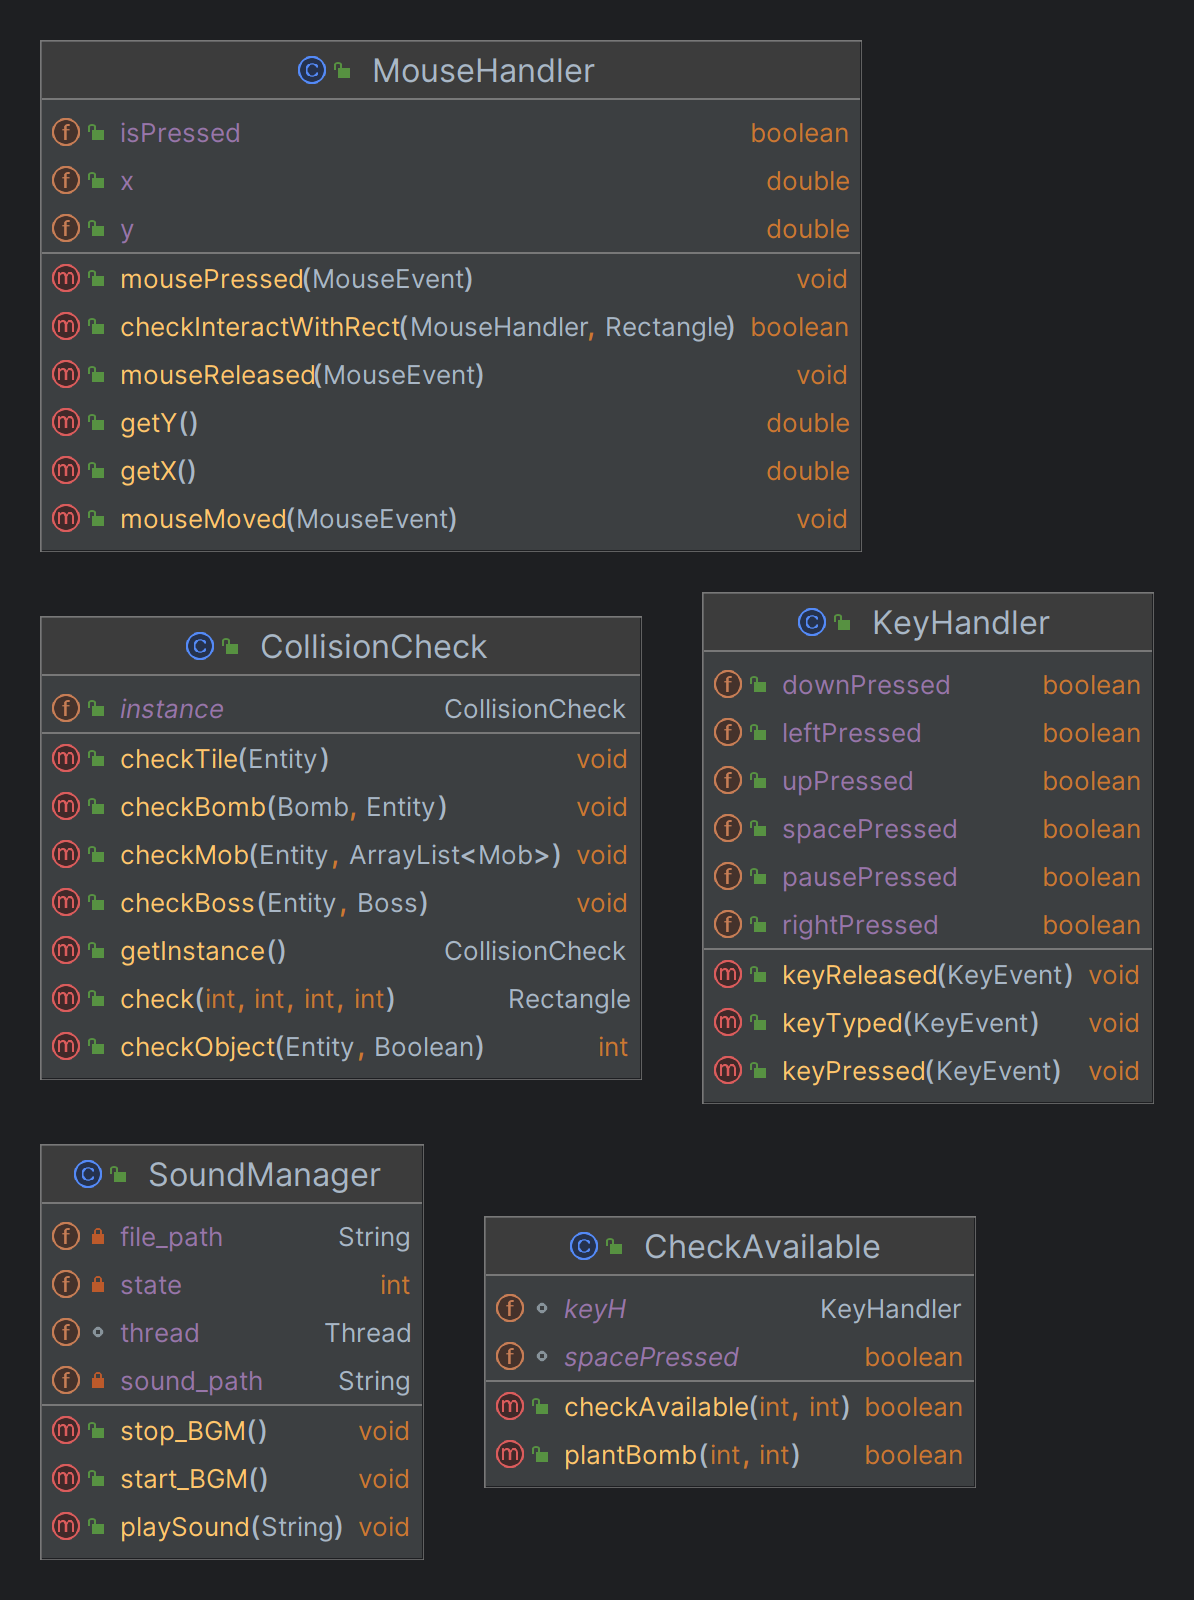 MouseHandler
isPressed boolean
x double
y double
mousePressed(MouseEvent) void
checkInteractWithRect(MouseHandler, Rectangle) boolean
mouseReleased(MouseEvent) void
getY() double
getX() double
mouseMoved(MouseEvent) void
CollisionCheck
instance CollisionCheck
checkTile(Entity) void
checkBomb(Bomb, Entity) void
checkMob(Entity, ArrayList<Mob>) void
checkBoss(Entity, Boss) void
getInstance() CollisionCheck
check(int, int, int, int) Rectangle
checkObject(Entity, Boolean) int
KeyHandler
downPressed boolean
leftPressed boolean
upPressed boolean
spacePressed boolean
pausePressed boolean
rightPressed boolean
keyReleased(KeyEvent) void
keyTyped(KeyEvent) void
keyPressed(KeyEvent) void
SoundManager
file_path String
state int
thread Thread
sound_path String
stop_BGM() void
start_BGM() void
playSound(String) void
CheckAvailable
keyH KeyHandler
spacePressed boolean
checkAvailable(int, int) boolean
plantBomb(int, int) boolean